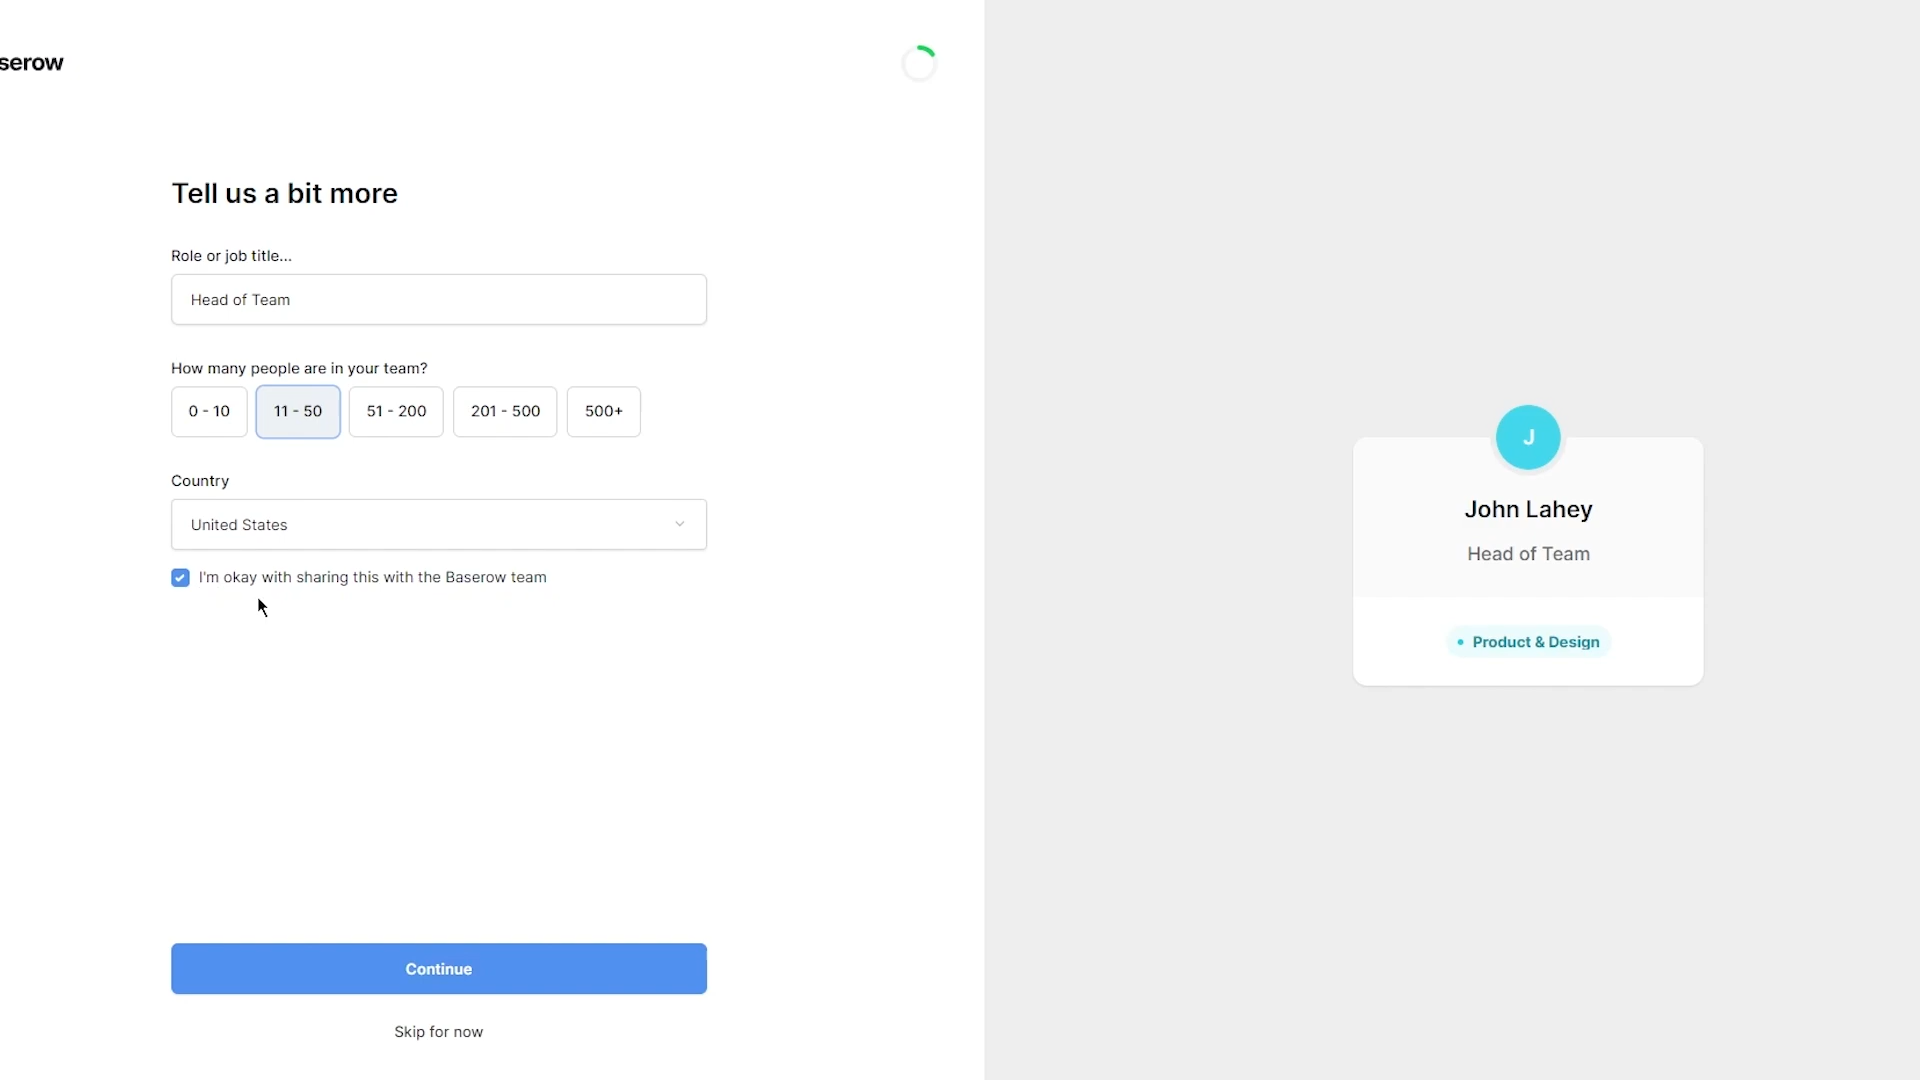 serow
Tell us a bit more
Role or job title...
Head of Team
How many people are in your team?
0 - 10
11 - 50
51 - 200
201 - 500
500+
Country
United States
I'm okay with sharing this with the Baserow team
Continue
Skip for now
J
John Lahey
Head of Team
Product & Design